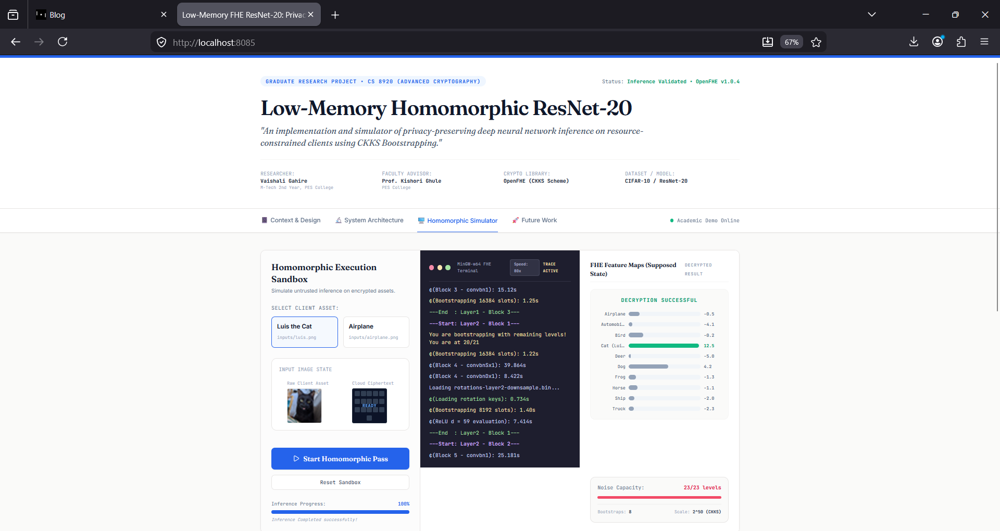 Blog
Low-Memory FHE ResNet-20: Privac
http://localhost:8085
67%
GRADUATE RESEARCH PROJECT • CS 8920 (ADVANCED CRYPTOGRAPHY)
Status: Inference Validated • OpenFHE v1.0.4
Low-Memory Homomorphic ResNet-20
"An implementation and simulator of privacy-preserving deep neural network inference on resource-
constrained clients using CKKS Bootstrapping."
RESEARCHER:
Vaishali Gahire
M-Tech 2nd Year, PES College
FACULTY ADVISOR:
Prof. Kishori Ghule
PES College
CRYPTO LIBRARY:
OpenFHE (CKKS Scheme)
DATASET / MODEL:
CIFAR-10 / ResNet-20
Context & Design
System Architecture
Homomorphic Simulator
Future Work
Academic Demo Online
Homomorphic Execution
Sandbox
Simulate untrusted inference on encrypted assets.
SELECT CLIENT ASSET:
Luis the Cat
inputs/luis.png
Airplane
inputs/airplane.png
INPUT IMAGE STATE
Raw Client Asset
Cloud Ciphertext
READY
Start Homomorphic Pass
Reset Sandbox
Inference Progress: 100%
Inference Completed successfully!
MinGW-w64 FHE
Terminal
Speed:
80x
TRACE
ACTIVE
¢(Block 3 - convbn1): 15.12s
¢(Bootstrapping 16384 slots): 1.25s
---End  : Layer1 - Block 3---
---Start: Layer2 - Block 1---
You are bootstrapping with remaining levels!
You are at 20/21
¢(Bootstrapping 16384 slots): 1.22s
¢(Block 4 - convbnSx1): 39.864s
¢(Block 4 - convbnDx1): 8.422s
Loading rotations-layer2-downsample.bin...
¢(Loading rotation keys): 0.734s
¢(Bootstrapping 8192 slots): 1.40s
¢(ReLU d = 59 evaluation): 7.414s
---End  : Layer2 - Block 1---
---Start: Layer2 - Block 2---
¢(Block 5 - convbn1): 25.181s
FHE Feature Maps (Supposed
State)
DECRYPTED
RESULT
DECRYPTION SUCCESSFUL
Airplane -0.5
Automobi… -4.1
Bird -0.2
Cat (Lui… 12.5
Deer -5.0
Dog 4.2
Frog -1.3
Horse -1.1
Ship -2.0
Truck -2.3
Noise Capacity: 23/23 levels
Bootstraps: 8
Scale: 2^50 (CKKS)